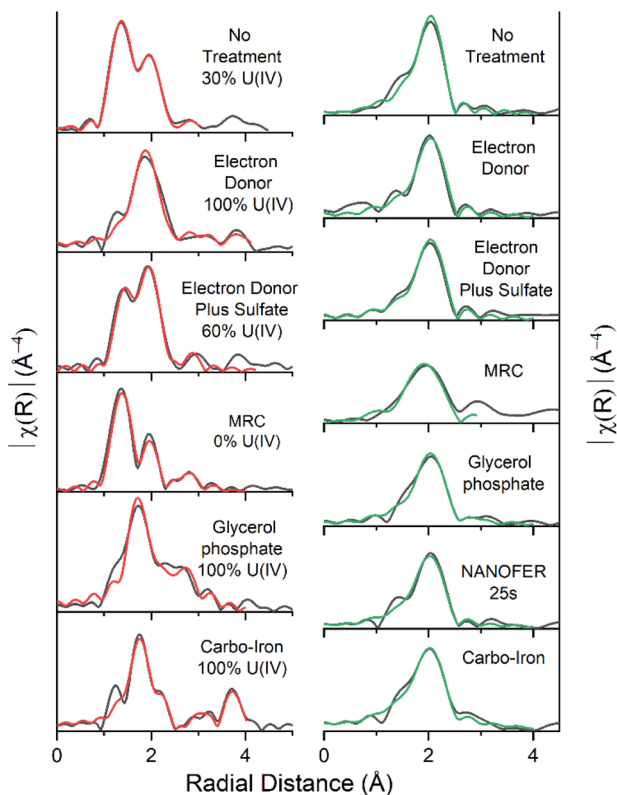 No
Treatment
30% U(IV)
Electron
Donor
100% U(IV)
Electron Donor
Plus Sulfate
60% U(IV)
MRC
0% U(IV)
Glycerol
phosphate
100% U(IV)
Carbo-Iron
100% U(IV)
No
Treatment
Electron
Donor
Electron
Donor
Plus Sulfate
MRC
Glycerol
phosphate
NANOFER
25s
Carbo-Iron
| χ(R) | (Å⁻⁴)
| χ(R) | (Å⁻⁴)
0 2 4 0 2 4
Radial Distance (Å)